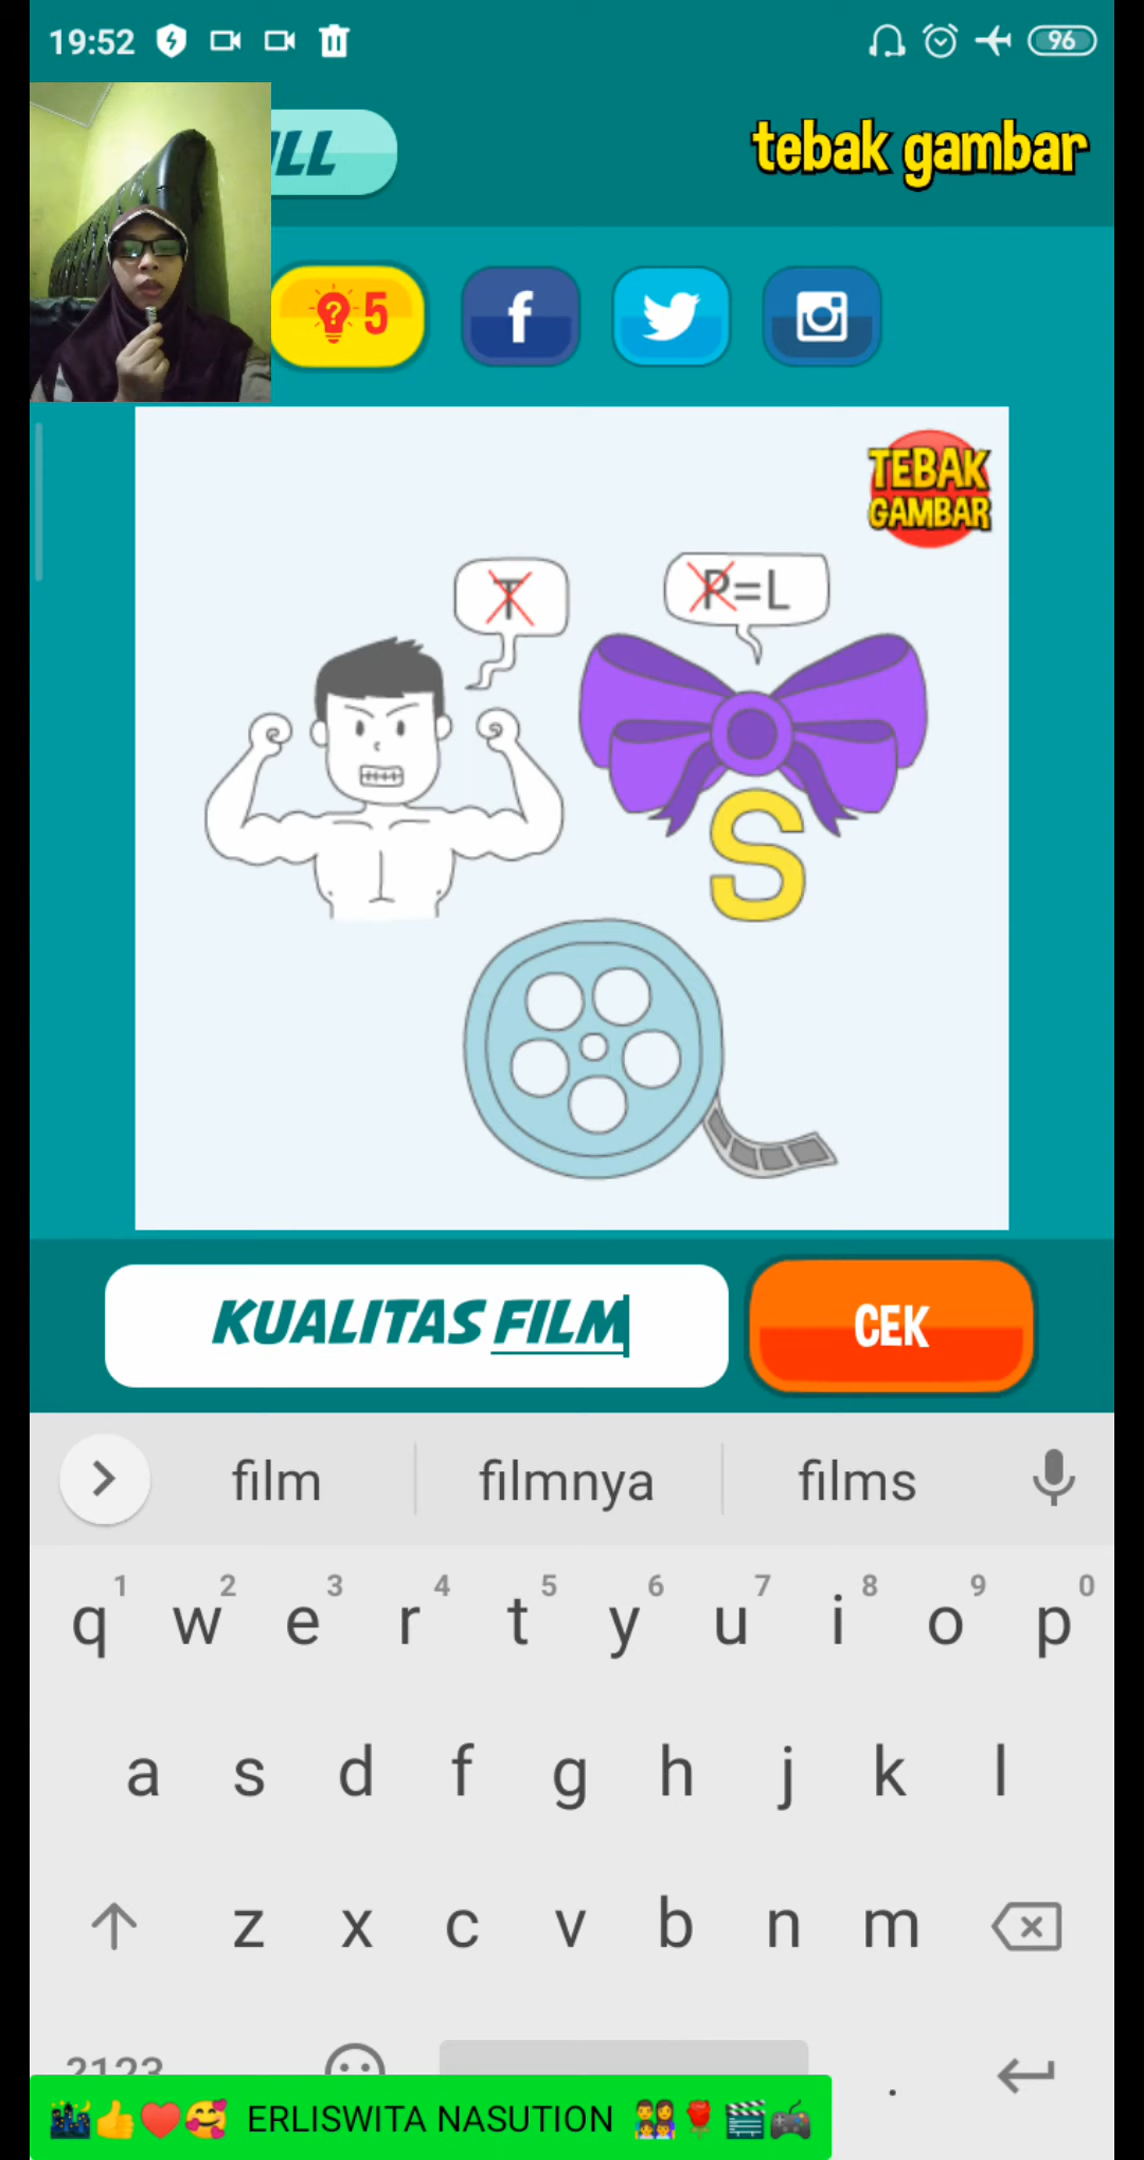 19:52
96
ILL
tebak gambar
5
f
TEBAK
GAMBAR
T
P=L
S
KUALITAS FILM
CEK
film filmnya films
1 2 3 4 5 6 7 8 9 0
q w e r t y u i o p
a s d f g h j k l
z x c v b n m
.
ERLISWITA NASUTION